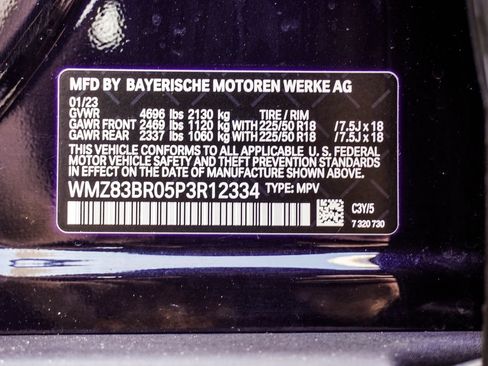 MFD BY BAYERISCHE MOTOREN WERKE AG
01/23
GVWR 4696 lbs 2130 kg TIRE / RIM
GAWR FRONT 2469 lbs 1120 kg WITH 225/50 R18 / 7,5J x 18
GAWR REAR 2337 lbs 1060 kg WITH 225/50 R18 / 7,5J x 18
THIS VEHICLE CONFORMS TO ALL APPLICABLE U. S. FEDERAL
MOTOR VEHICLE SAFETY AND THEFT PREVENTION STANDARDS
IN EFFECT ON THE DATE OF MANUFACTURE SHOWN ABOVE.
WMZ83BR05P3R12334 TYPE: MPV
C3Y/5
7 320 730